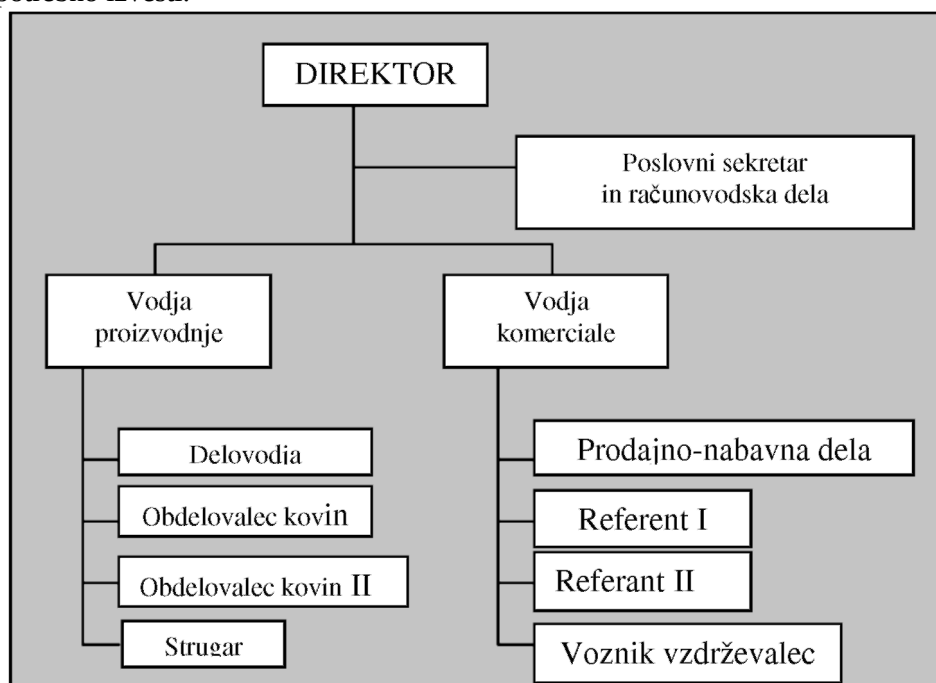 DIREKTOR
Poslovni sekretar
in računovodska dela
Vodja
proizvodnje
Vodja
komerciale
Delovodja
Obdelovalec kovin
Obdelovalec kovin II
Strugar
Prodajno-nabavna dela
Referent I
Referant II
Voznik vzdrževalec